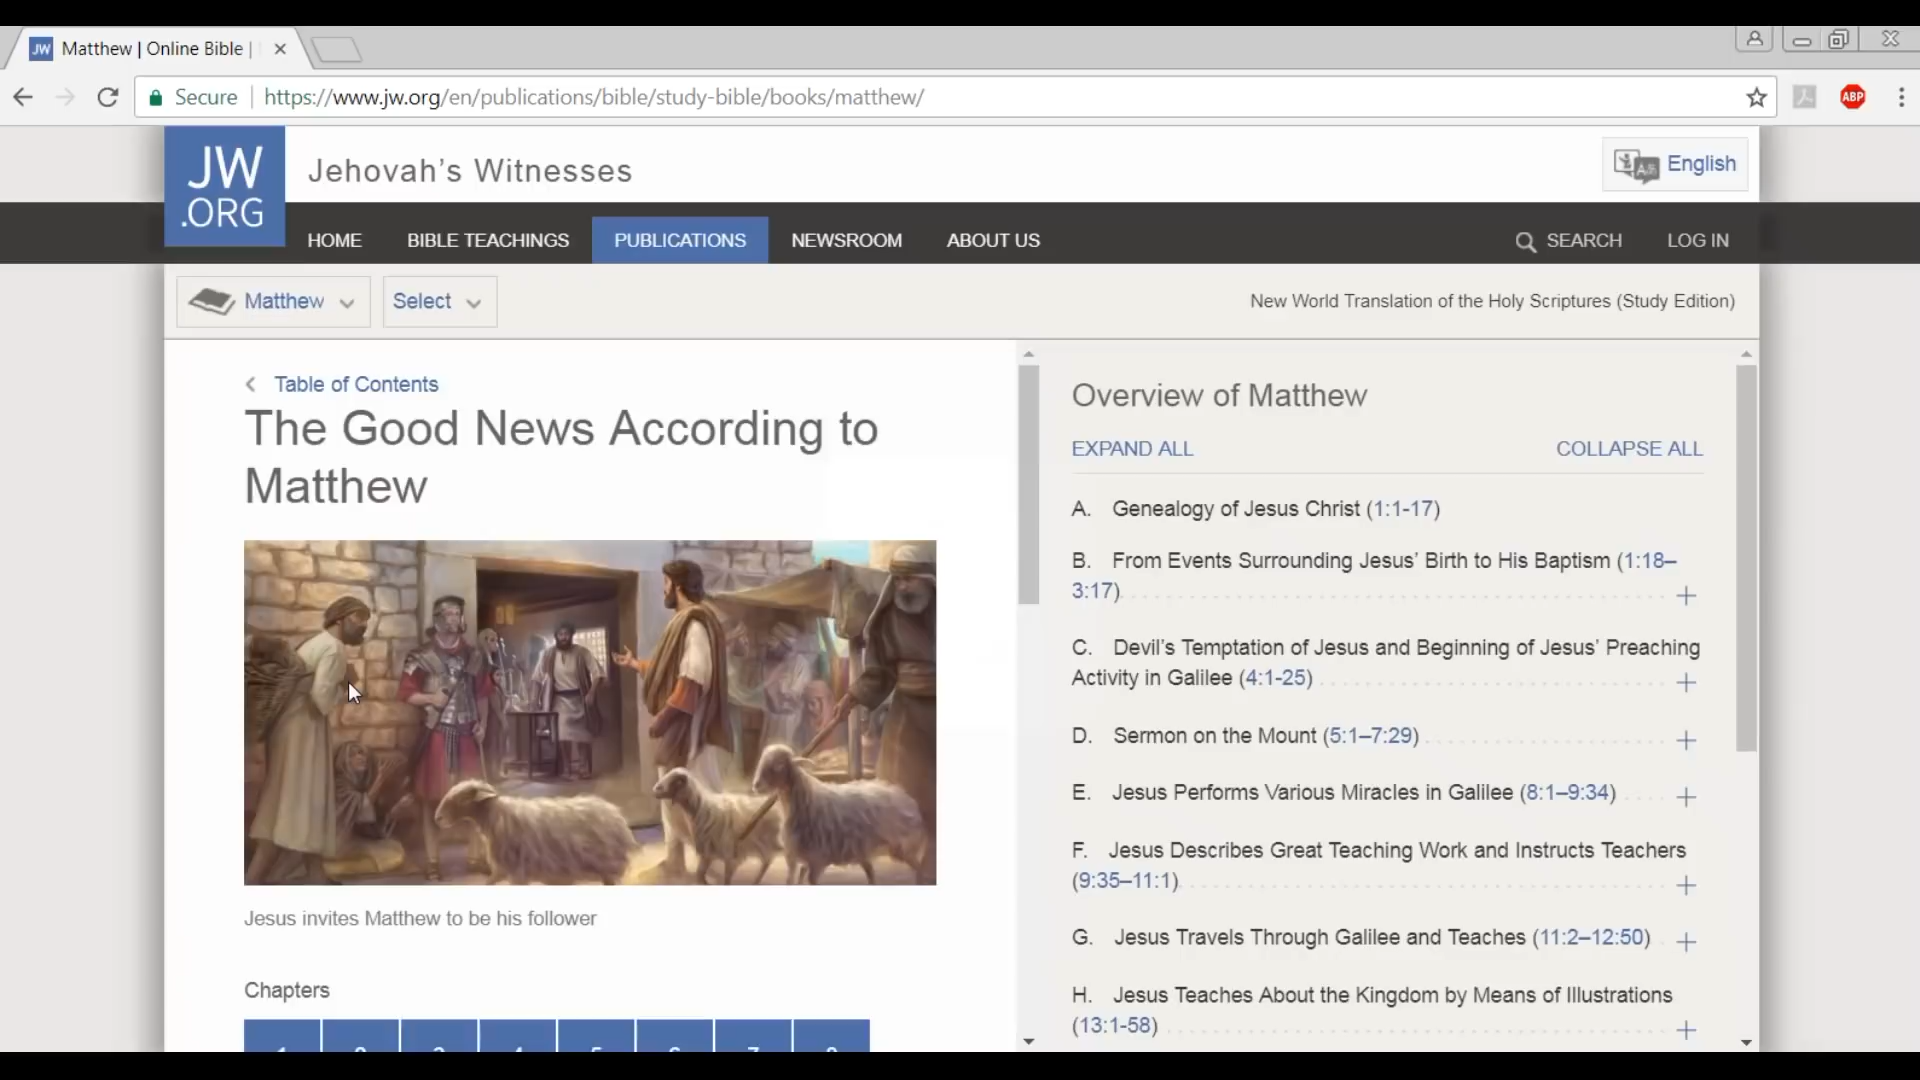 JW Matthew | Online Bible |
Secure https://www.jw.org/en/publications/bible/study-bible/books/matthew/
ABP
JW
.ORG
Jehovah's Witnesses
English
HOME BIBLE TEACHINGS PUBLICATIONS NEWSROOM ABOUT US SEARCH LOG IN
Matthew Select New World Translation of the Holy Scriptures (Study Edition)
Table of Contents
The Good News According to
Matthew
Jesus invites Matthew to be his follower
Chapters
Overview of Matthew
EXPAND ALL COLLAPSE ALL
A. Genealogy of Jesus Christ (1:1-17)
B. From Events Surrounding Jesus' Birth to His Baptism (1:18–
3:17)
C. Devil's Temptation of Jesus and Beginning of Jesus' Preaching
Activity in Galilee (4:1-25)
D. Sermon on the Mount (5:1–7:29)
E. Jesus Performs Various Miracles in Galilee (8:1–9:34)
F. Jesus Describes Great Teaching Work and Instructs Teachers
(9:35–11:1)
G. Jesus Travels Through Galilee and Teaches (11:2–12:50)
H. Jesus Teaches About the Kingdom by Means of Illustrations
(13:1-58)